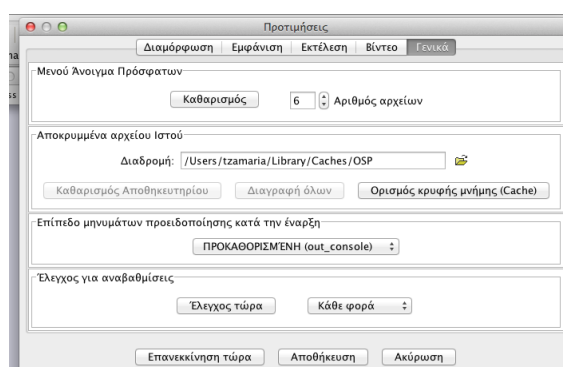 Προτιμήσεις
Διαμόρφωση Εμφάνιση Εκτέλεση Βίντεο Γενικά
Μενού Άνοιγμα Πρόσφατων
Καθαρισμός 6 Αριθμός αρχείων
Αποκρυμμένα αρχείου Ιστού
Διαδρομή: /Users/tzamaria/Library/Caches/OSP
Καθαρισμός Αποθηκευτηρίου Διαγραφή όλων Ορισμός κρυφής μνήμης (Cache)
Επίπεδο μηνυμάτων προειδοποίησης κατά την έναρξη
ΠΡΟΚΑΘΟΡΙΣΜΈΝΗ (out_console)
Έλεγχος για αναβαθμίσεις
Έλεγχος τώρα Κάθε φορά
Επανεκκίνηση τώρα Αποθήκευση Ακύρωση